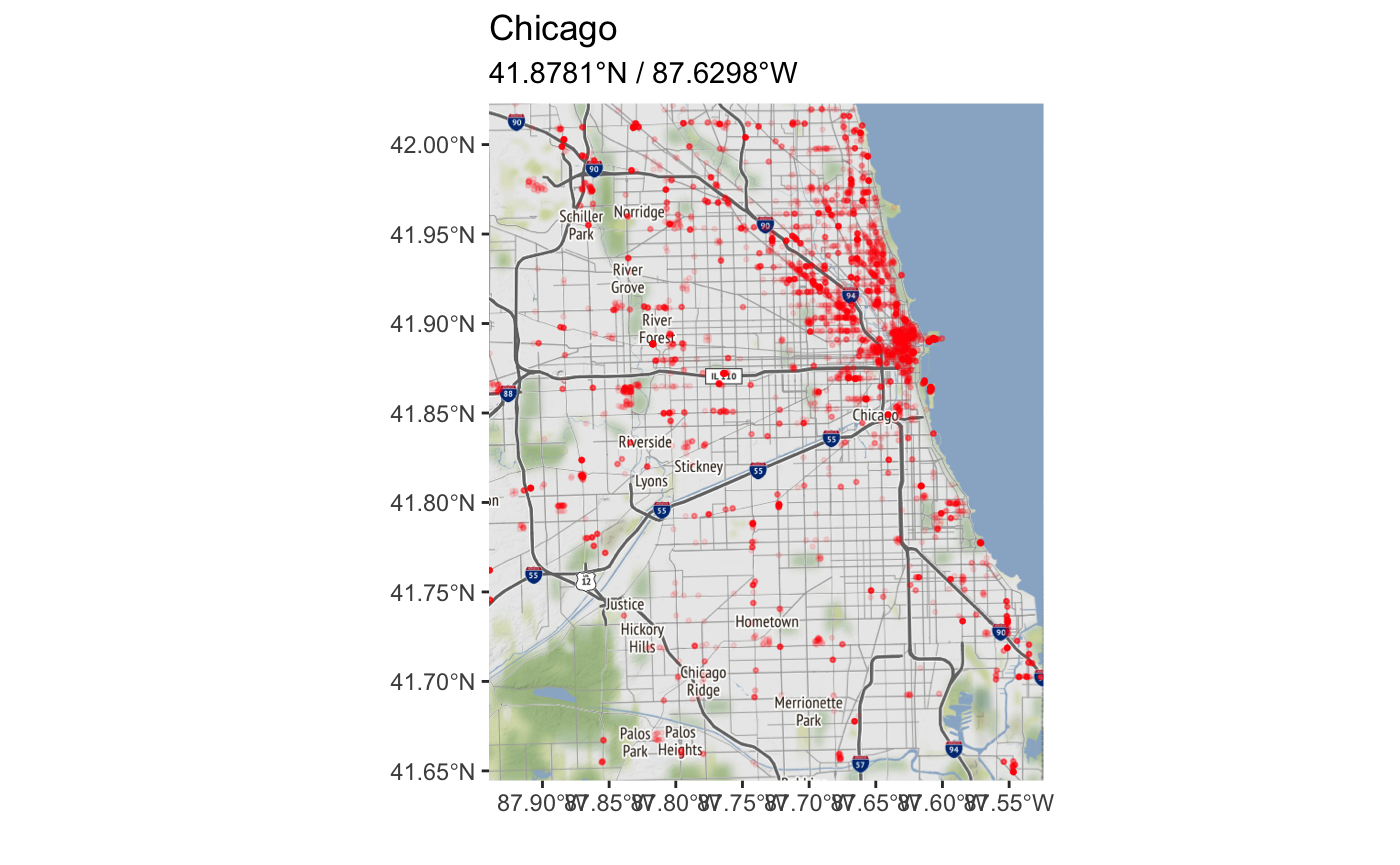 Chicago
41.8781°N / 87.6298°W
42.00°N
90
90
Schiller
Park
Norridge
41.95°N
90
River
Grove
94
41.90°N
River
Forest
88
41.85°N
Chicago
Riverside
55
Stickney
55
Lyons
41.80°N
on
55
55
12
41.75°N
Justice
Hickory
Hills
Hometown
90
Chicago
Ridge
41.70°N
Merrionette
Park
Palos
Park
Palos
Heights
94
57
41.65°N
87.90°W 87.85°W 87.80°W 87.75°W 87.70°W 87.65°W 87.60°W 87.55°W